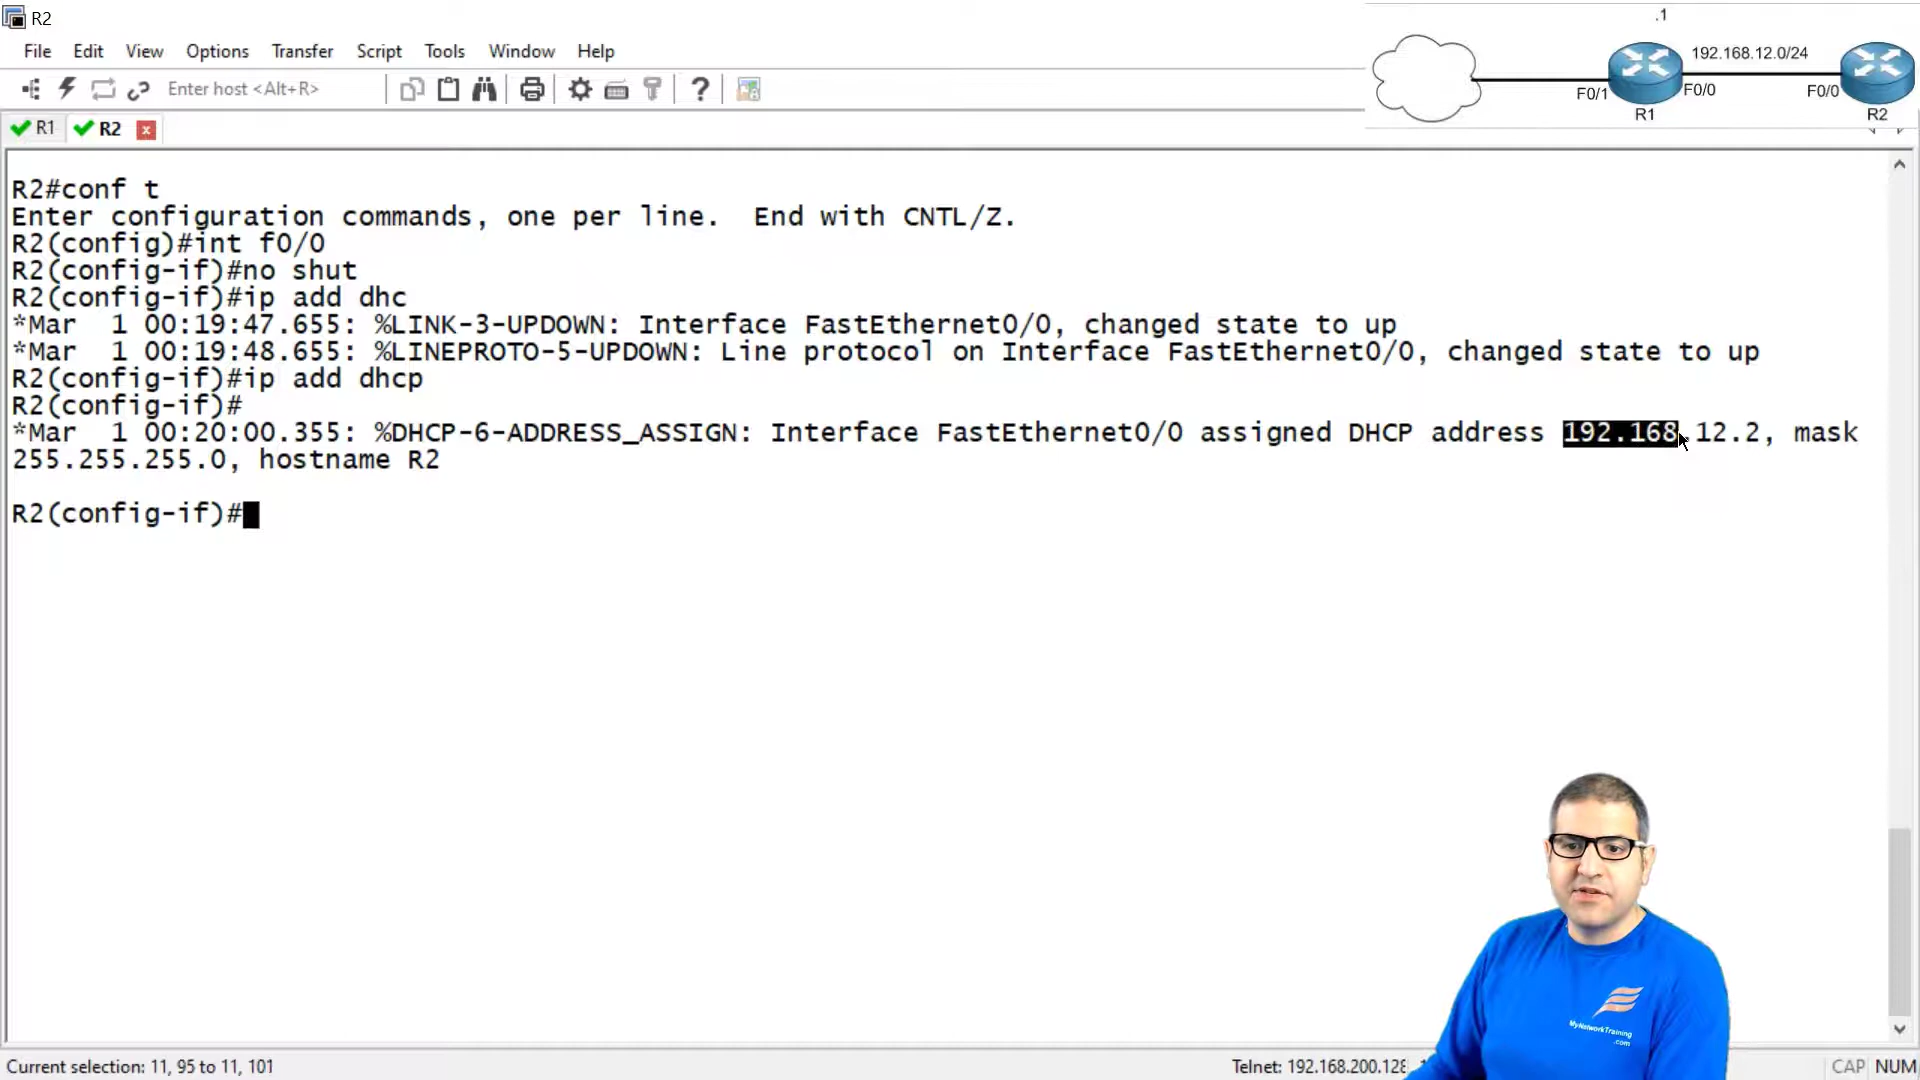 R2
File Edit View Options Transfer Script Tools Window Help
Enter host <Alt+R>
R1 R2
.1
192.168.12.0/24
F0/1 F0/0 F0/0
R1 R2
R2#conf t
Enter configuration commands, one per line.  End with CNTL/Z.
R2(config)#int f0/0
R2(config-if)#no shut
R2(config-if)#ip add dhc
*Mar  1 00:19:47.655: %LINK-3-UPDOWN: Interface FastEthernet0/0, changed state to up
*Mar  1 00:19:48.655: %LINEPROTO-5-UPDOWN: Line protocol on Interface FastEthernet0/0, changed state to up
R2(config-if)#ip add dhcp
R2(config-if)#
*Mar  1 00:20:00.355: %DHCP-6-ADDRESS_ASSIGN: Interface FastEthernet0/0 assigned DHCP address 192.168.12.2, mask
255.255.255.0, hostname R2
R2(config-if)#
MyNetworkTraining
.com
Current selection: 11, 95 to 11, 101
Telnet: 192.168.200.128
CAP NUM